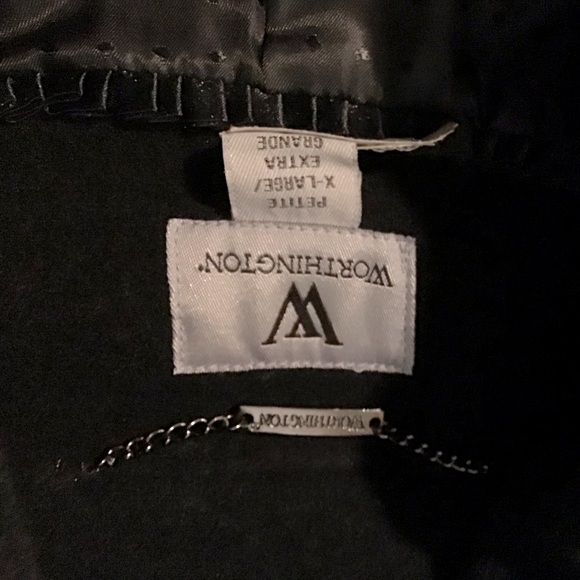 WORTHINGTON
W
WORTHINGTON®
PETITE
X-LARGE/
EXTRA
GRANDE